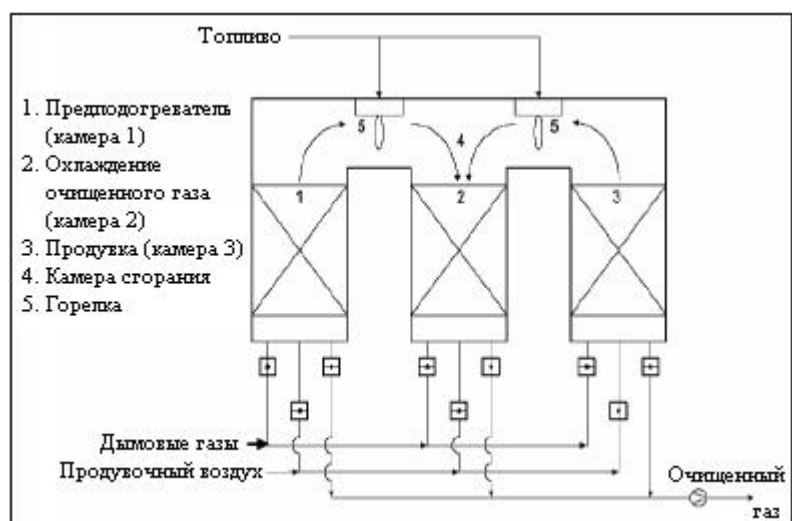 Топливо
1. Предподогреватель
(камера 1)
2. Охлаждение
очищенного газа
(камера 2)
3. Продувка (камера 3)
4. Камера сгорания
5. Горелка
5
4
5
1
2
3
Дымовые газы
Продувочный воздух
Очищенный
газ